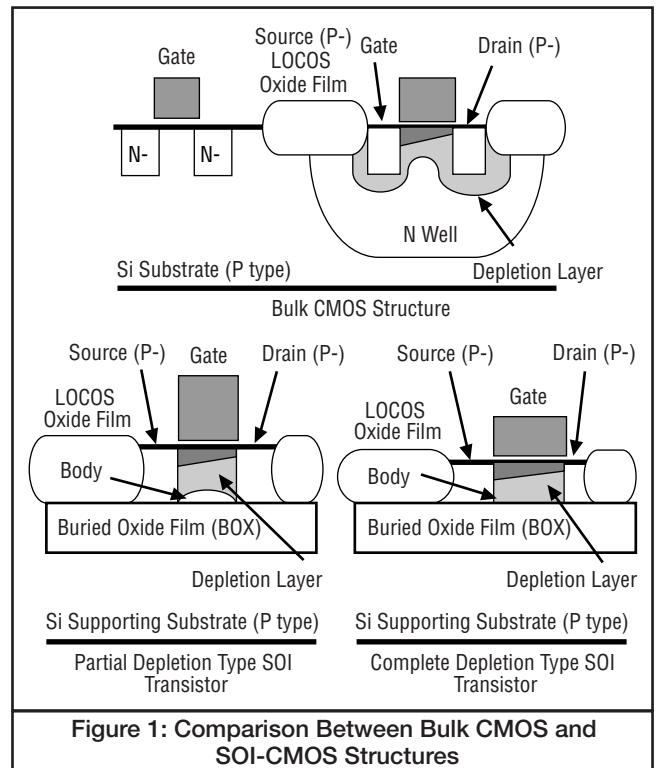 Source (P-)
Gate
Drain (P-)
Gate
LOCOS
Oxide Film
N-
N-
N Well
Si Substrate (P type)
Depletion Layer
Bulk CMOS Structure
Source (P-)
Gate
Drain (P-)
LOCOS
Oxide Film
Body
Buried Oxide Film (BOX)
Depletion Layer
Si Supporting Substrate (P type)
Partial Depletion Type SOI
Transistor
Source (P-)
Drain (P-)
Gate
LOCOS
Oxide Film
Body
Buried Oxide Film (BOX)
Depletion Layer
Si Supporting Substrate (P type)
Complete Depletion Type SOI
Transistor
Figure 1: Comparison Between Bulk CMOS and
SOI-CMOS Structures